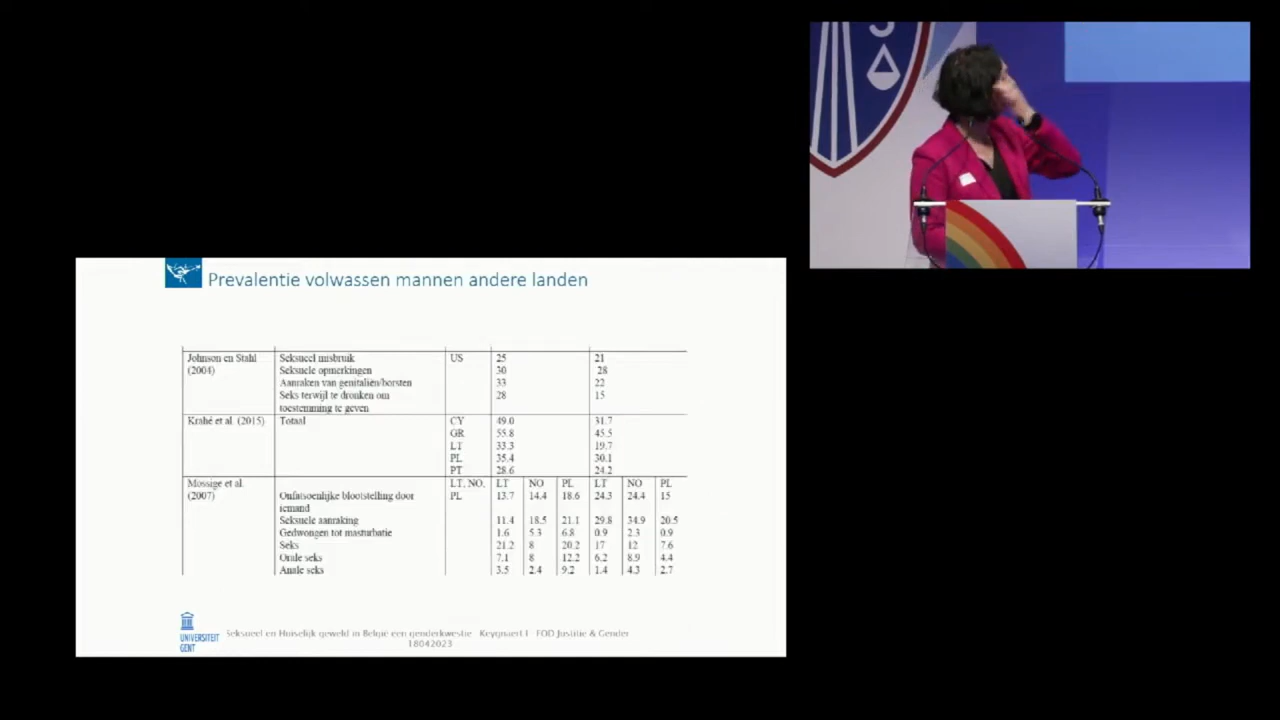 Prevalentie volwassen mannen andere landen
Johnson en Stahl Seksueel misbruik US 25 21
(2004) Seksuele opmerkingen 30 28
Aanraken van genitaliën/borsten 33 22
Seks terwijl te dronken om 28 15
toestemming te geven
Krahé et al. (2015) Totaal CY 49.0 31.7
GR 55.8 45.5
LT 33.3 19.7
PL 35.4 30.1
PT 28.6 24.2
Mossige et al. LT, NO, LT NO PL LT NO PL
(2007) Onfatsoenlijke blootstelling door PL 13.7 14.4 18.6 24.3 24.4 15
iemand
Seksuele aanraking 11.4 18.5 21.1 29.8 34.9 20.5
Gedwongen tot masturbatie 1.6 5.3 6.8 0.9 2.3 0.9
Seks 21.2 8 20.2 17 12 7.6
Orale seks 7.1 8 12.2 6.2 8.9 4.4
Anale seks 3.5 2.4 9.2 1.4 4.3 2.7
UNIVERSITEIT
GENT
Seksueel en Huiselijk geweld in België een genderkwestie Keygnaert I FOD Justitie & Gender
18042023